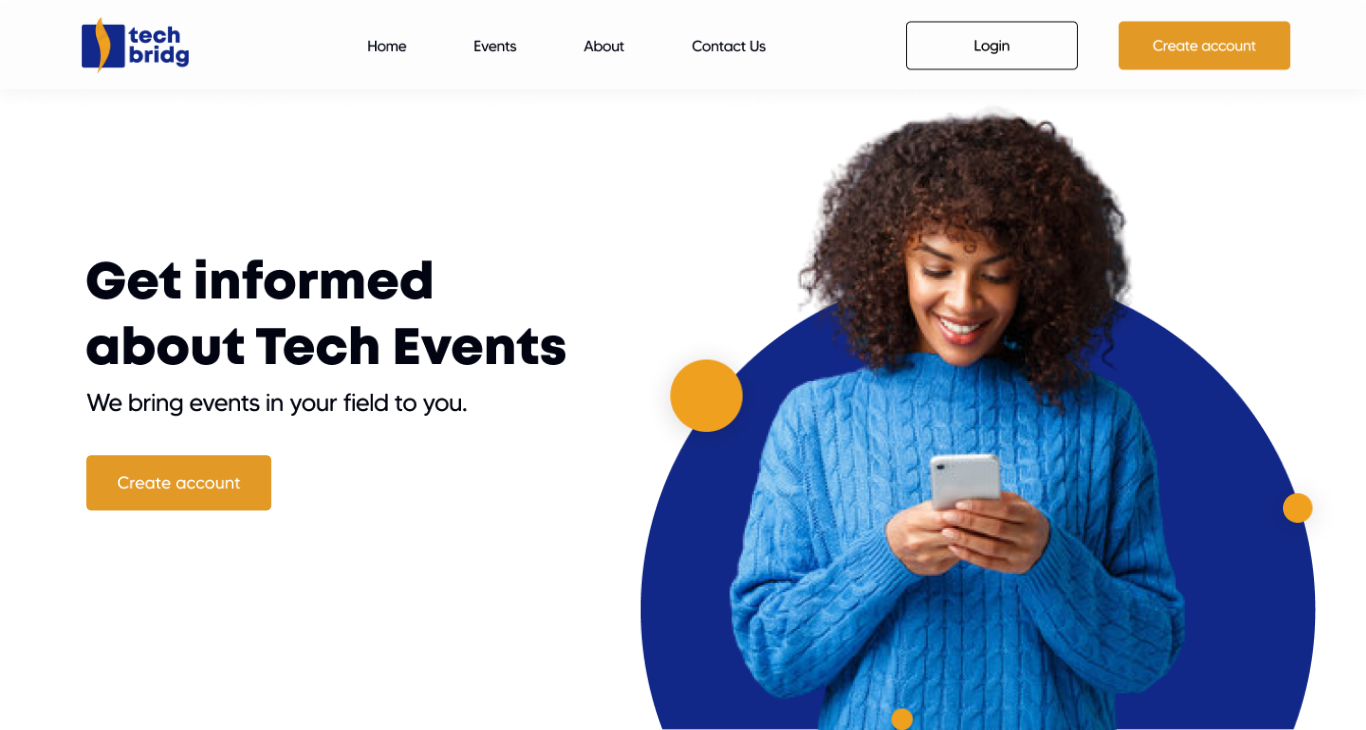 tech
bridg
Home
Events
About
Contact Us
Login
Create account
Get informed
about Tech Events
We bring events in your field to you.
Create account